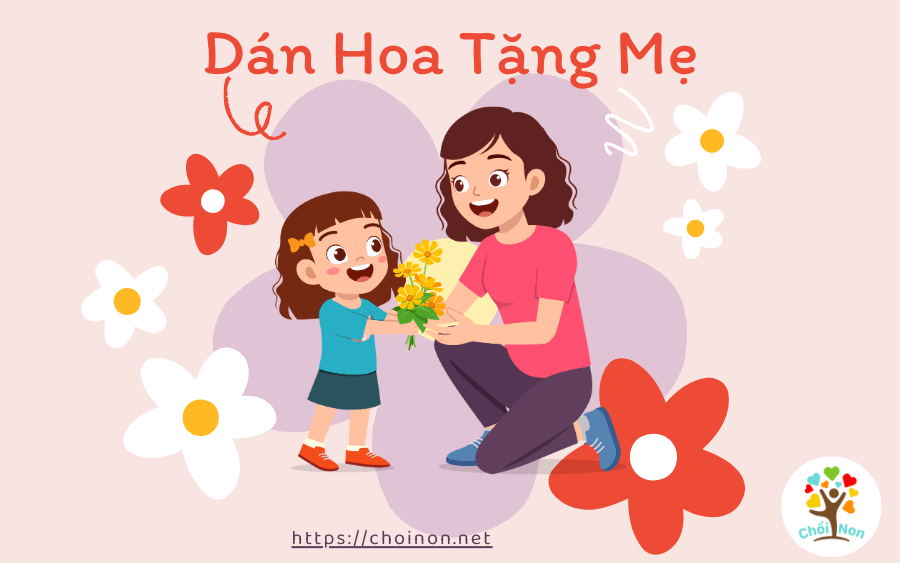 Dán Hoa Tặng Mẹ
https://choinon.net
Chồi Non